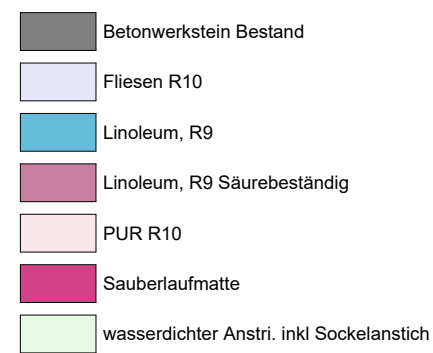 Betonwerkstein Bestand
Fliesen R10
Linoleum, R9
Linoleum, R9 Säurebeständig
PUR R10
Sauberlaufmatte
wasserdichter Anstri. inkl Sockelanstich